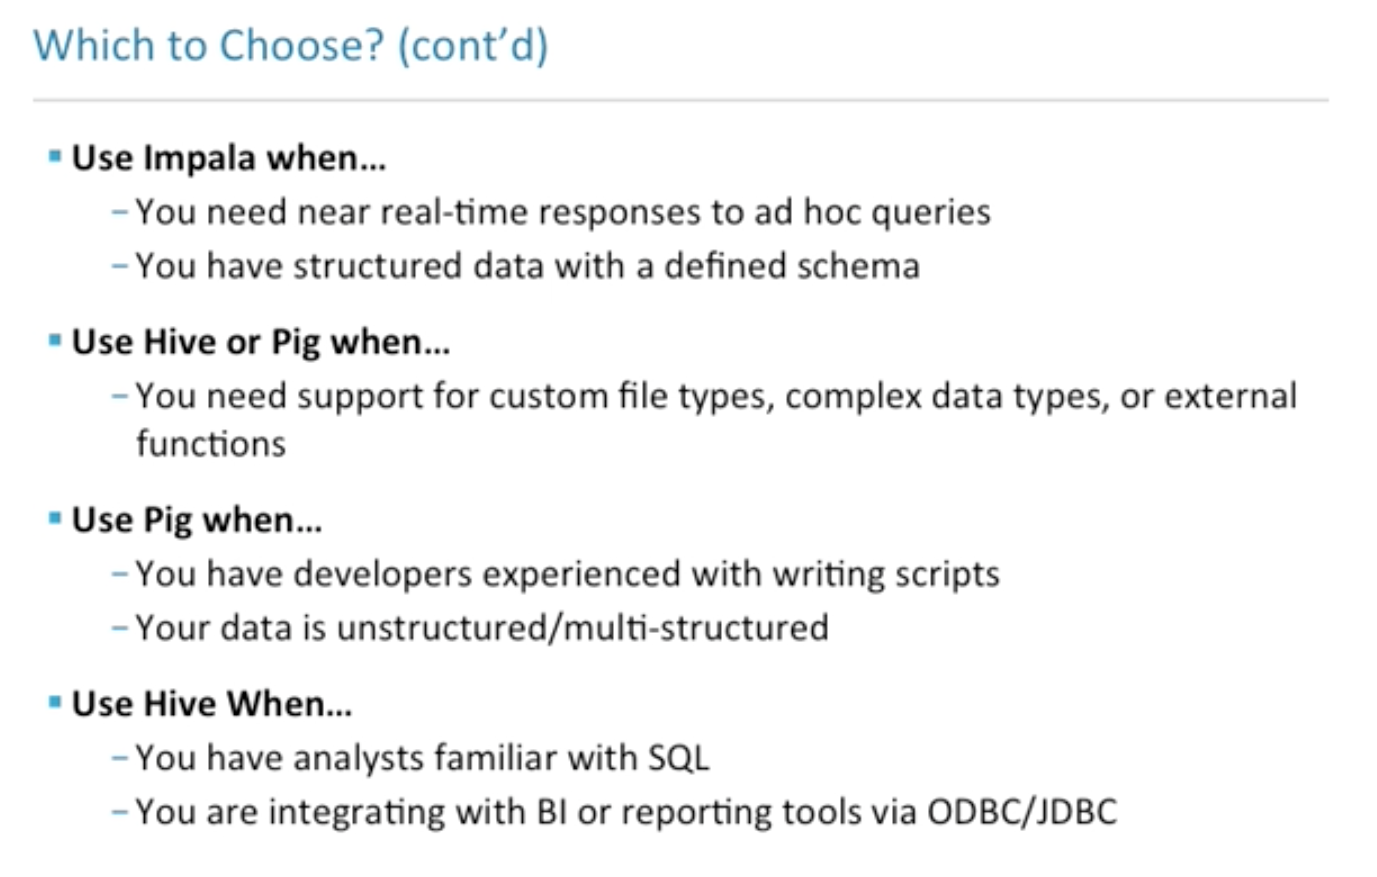 Which to Choose? (cont’d)
▪ Use Impala when…
– You need near real-time responses to ad hoc queries
– You have structured data with a defined schema
▪ Use Hive or Pig when…
– You need support for custom file types, complex data types, or external
functions
▪ Use Pig when…
– You have developers experienced with writing scripts
– Your data is unstructured/multi-structured
▪ Use Hive When…
– You have analysts familiar with SQL
– You are integrating with BI or reporting tools via ODBC/JDBC